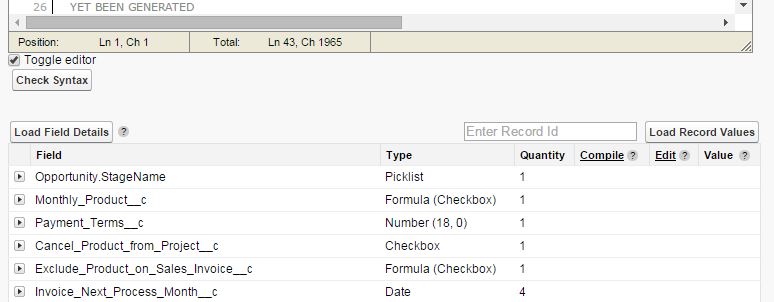 26 YET BEEN GENERATED
Position: Ln 1, Ch 1 Total: Ln 43, Ch 1965
Toggle editor
Check Syntax
Load Field Details ? Enter Record Id Load Record Values
Field Type Quantity Compile ? Edit ? Value ?
Opportunity.StageName Picklist 1
Monthly_Product__c Formula (Checkbox) 1
Payment_Terms__c Number (18, 0) 1
Cancel_Product_from_Project__c Checkbox 1
Exclude_Product_on_Sales_Invoice__c Formula (Checkbox) 1
Invoice_Next_Process_Month__c Date 4